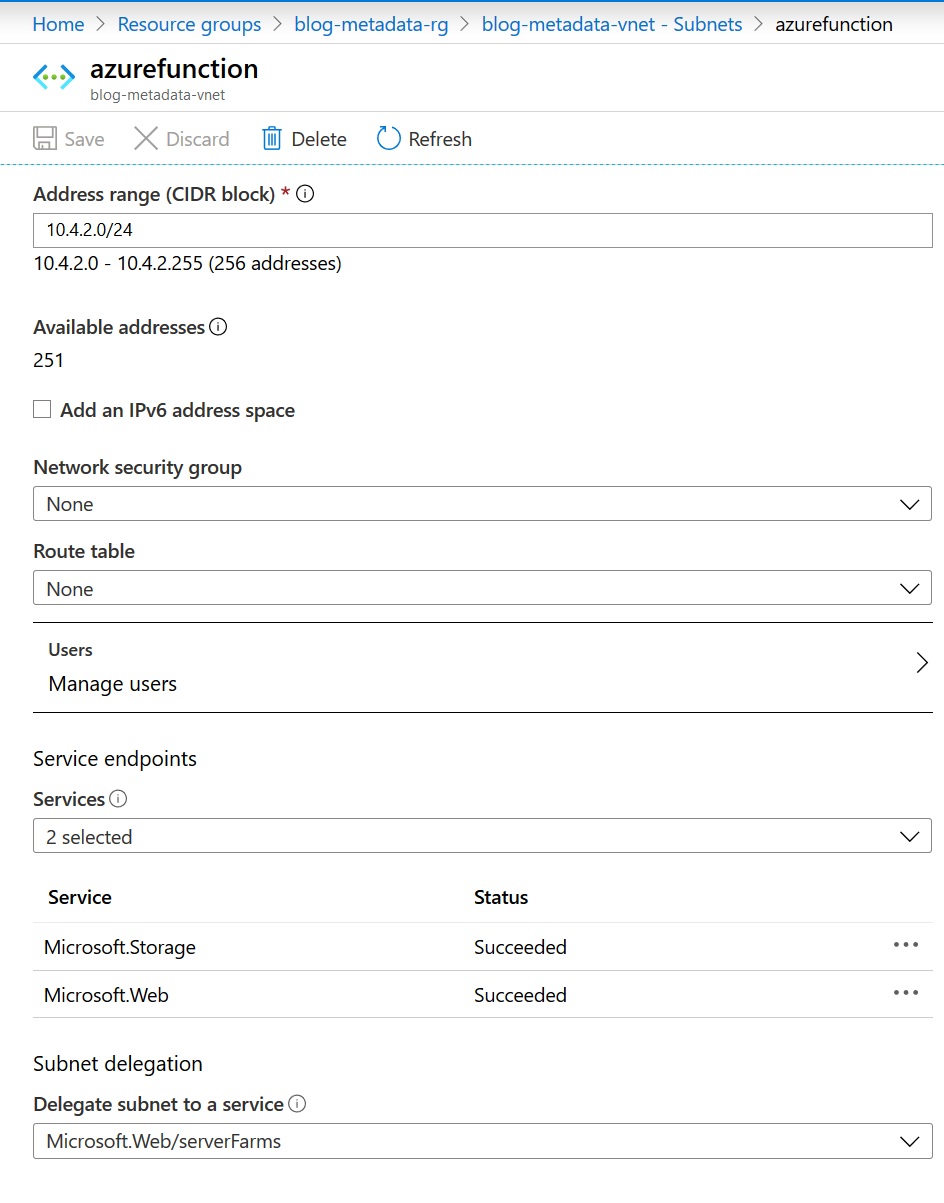 Home > Resource groups > blog-metadata-rg > blog-metadata-vnet - Subnets > azurefunction
azurefunction
blog-metadata-vnet
Save Discard Delete Refresh
Address range (CIDR block) *
10.4.2.0/24
10.4.2.0 - 10.4.2.255 (256 addresses)
Available addresses
251
Add an IPv6 address space
Network security group
None
Route table
None
Users
Manage users
Service endpoints
Services
2 selected
Service Status
Microsoft.Storage Succeeded
Microsoft.Web Succeeded
Subnet delegation
Delegate subnet to a service
Microsoft.Web/serverFarms